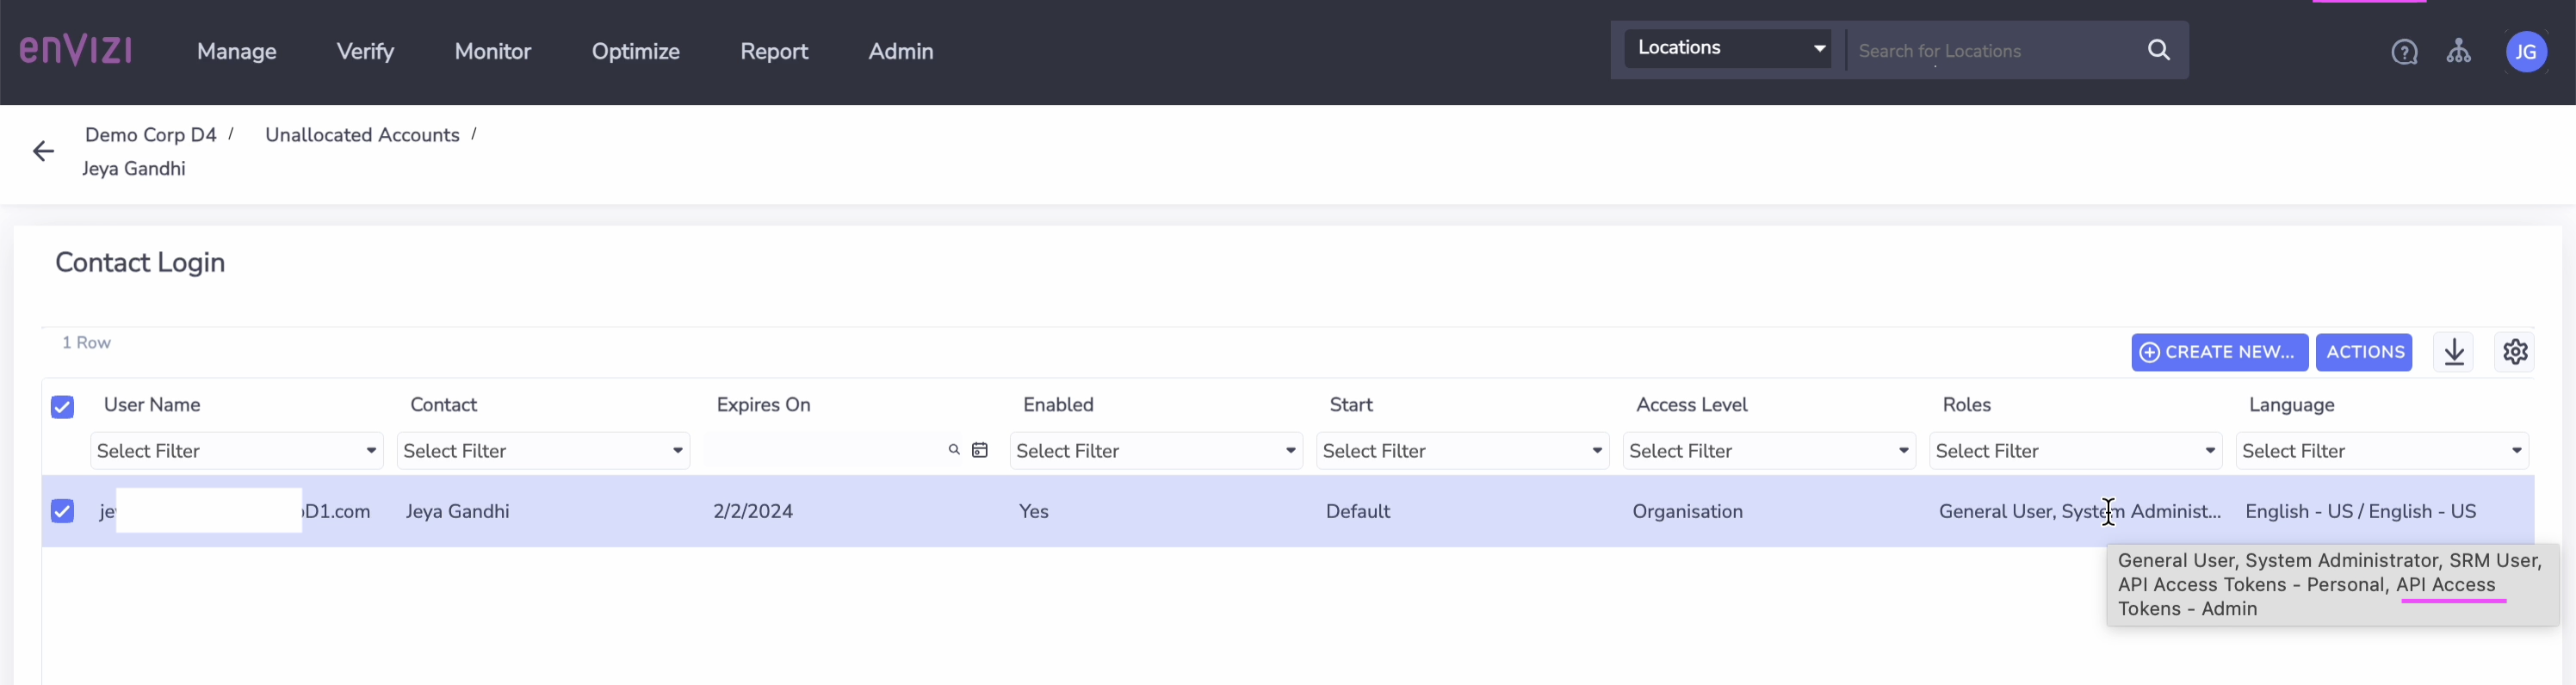 enVIZI Manage Verify Monitor Optimize Report Admin Locations Search for Locations JG
Demo Corp D4 / Unallocated Accounts /
Jeya Gandhi
Contact Login
1 Row CREATE NEW... ACTIONS
User Name Contact Expires On Enabled Start Access Level Roles Language
Select Filter Select Filter Select Filter Select Filter Select Filter Select Filter Select Filter
je D1.com Jeya Gandhi 2/2/2024 Yes Default Organisation General User, System Administ... English - US / English - US
General User, System Administrator, SRM User,
API Access Tokens - Personal, API Access
Tokens - Admin